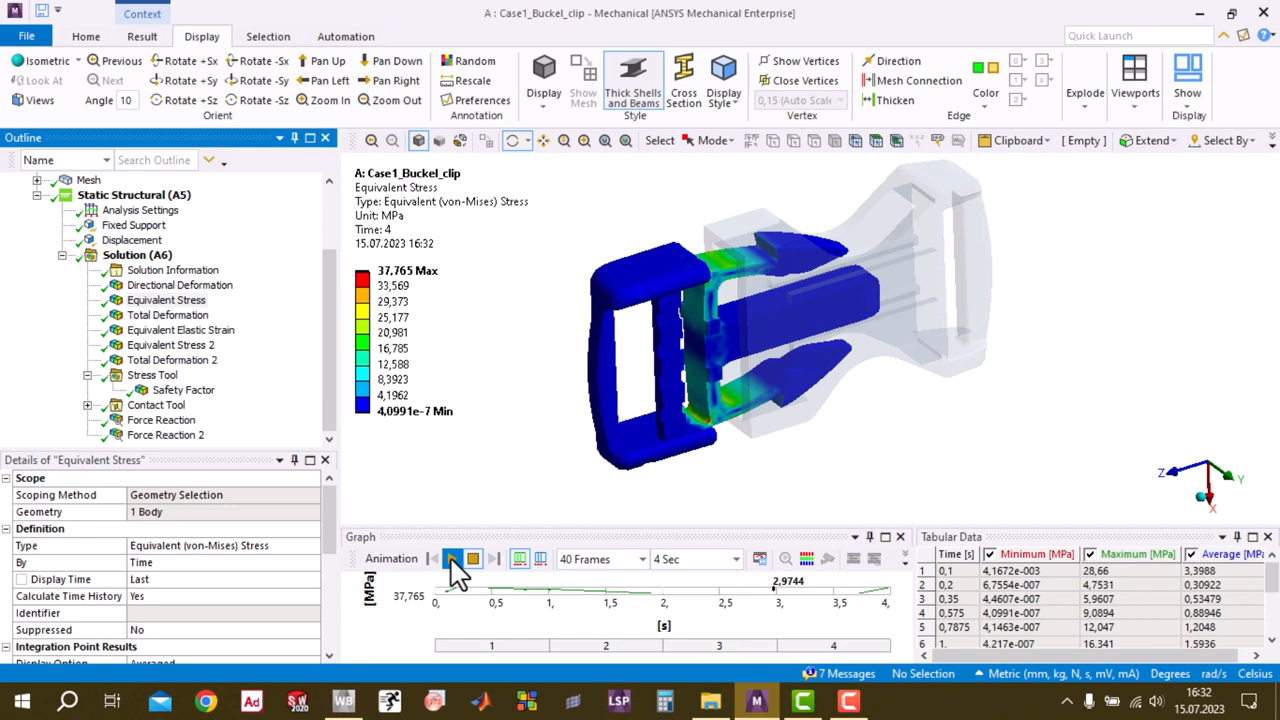 A : Case1_Buckel_clip - Mechanical [ANSYS Mechanical Enterprise]
Context
File
Home
Result
Display
Selection
Automation
Quick Launch
Isometric
Previous
Rotate +Sx
Rotate -Sx
Pan Up
Pan Down
Look At
Next
Rotate +Sy
Rotate -Sy
Pan Left
Pan Right
Views
Angle 10
Rotate +Sz
Rotate -Sz
Zoom In
Zoom Out
Orient
Random
Rescale
Preferences
Annotation
Display
Show
Mesh
Thick Shells
and Beams
Cross
Section
Display
Style
Style
Show Vertices
Close Vertices
0,15 (Auto Scale
Vertex
Direction
Mesh Connection
Thicken
Color
Edge
Explode
Viewports
Show
Display
Outline
Name
Search Outline
Select
Mode
Clipboard
[ Empty ]
Extend
Select By
Mesh
Static Structural (A5)
Analysis Settings
Fixed Support
Displacement
Solution (A6)
Solution Information
Directional Deformation
Equivalent Stress
Total Deformation
Equivalent Elastic Strain
Equivalent Stress 2
Total Deformation 2
Stress Tool
Safety Factor
Contact Tool
Force Reaction
Force Reaction 2
A: Case1_Buckel_clip
Equivalent Stress
Type: Equivalent (von-Mises) Stress
Unit: MPa
Time: 4
15.07.2023 16:32
37,765 Max
33,569
29,373
25,177
20,981
16,785
12,588
8,3923
4,1962
4,0991e-7 Min
Z
Y
X
Details of "Equivalent Stress"
Scope
Scoping Method Geometry Selection
Geometry 1 Body
Definition
Type Equivalent (von-Mises) Stress
By Time
Display Time Last
Calculate Time History Yes
Identifier
Suppressed No
Integration Point Results
Display Option Averaged
Graph
Animation
40 Frames
4 Sec
[MPa]
37,765
2,9744
0, 0,5 1, 1,5 2, 2,5 3, 3,5 4,
[s]
1 2 3 4
Tabular Data
Time [s] Minimum [MPa] Maximum [MPa] Average [MPa]
1 0,1 4,1672e-003 28,66 3,3988
2 0,2 6,7554e-007 4,7531 0,30922
3 0,35 4,4607e-007 5,9607 0,53479
4 0,575 4,0991e-007 9,0894 0,88946
5 0,7875 4,1463e-007 12,047 1,2048
6 1, 4,217e-007 16,341 1,5936
7 Messages
No Selection
Metric (mm, kg, N, s, mV, mA)
Degrees
rad/s
Celsius
Ad
SW
2020
WB
LSP
M
16:32
15.07.2023